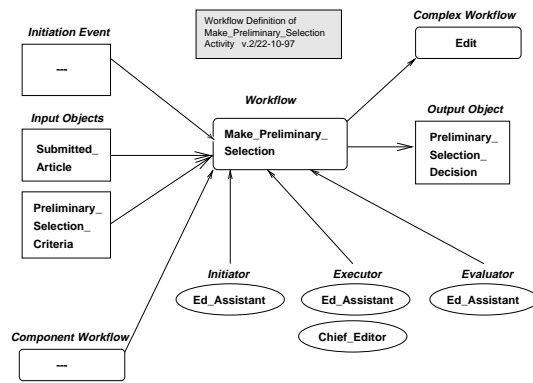 Initiation Event
---
Workflow Definition of
Make_Preliminary_Selection
Activity v.2/22-10-97
Complex Workflow
Edit
Input Objects
Submitted_
Article
Preliminary_
Selection_
Criteria
Workflow
Make_Preliminary_
Selection
Output Object
Preliminary_
Selection_
Decision
Initiator
Ed_Assistant
Executor
Ed_Assistant
Chief_Editor
Evaluator
Ed_Assistant
Component Workflow
---